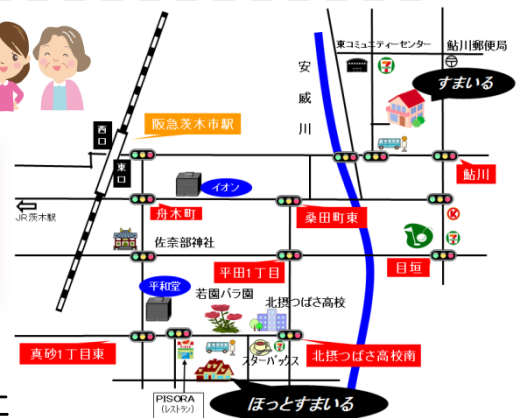 東コミュニティーセンター
鮎川郵便局
すまいる
安威川
阪急茨木市駅
西口
東口
鮎川
イオン
JR茨木駅
舟木町
桑田町東
佐奈部神社
平田1丁目
目垣
平和堂
若園バラ園
北摂つばさ高校
真砂1丁目東
スターバックス
北摂つばさ高校南
PISORA
(レストラン)
ほっとすまいる